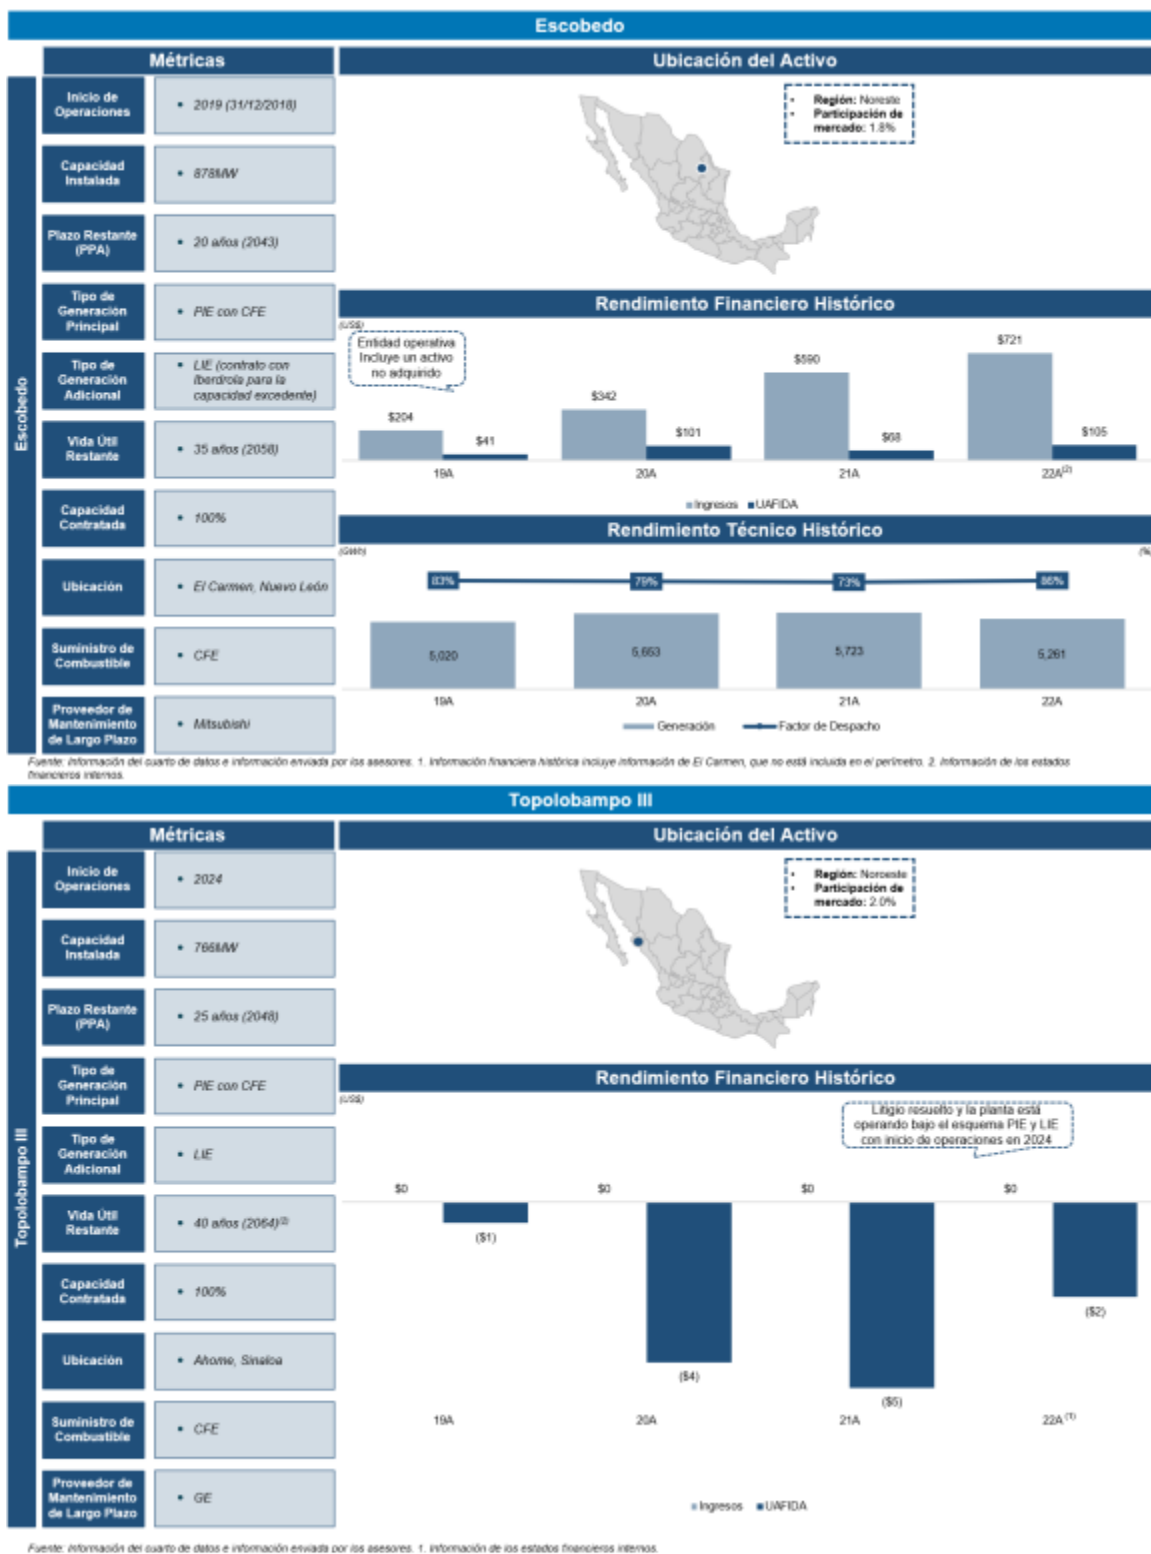 Escobedo
Métricas
Ubicación del Activo
Escobedo
Inicio de
Operaciones
• 2019 (31/12/2018)
Capacidad
Instalada
• 878MW
Plazo Restante
(PPA)
• 20 años (2043)
Tipo de
Generación
Principal
• PIE con CFE
Tipo de
Generación
Adicional
• LIE (contrato con
Iberdrola para la
capacidad excedente)
Vida Útil
Restante
• 35 años (2058)
Capacidad
Contratada
• 100%
Ubicación
• El Carmen, Nuevo León
Suministro de
Combustible
• CFE
Proveedor de
Mantenimiento
de Largo Plazo
• Mitsubishi
• Región: Noreste
• Participación de
mercado: 1.8%
Rendimiento Financiero Histórico
(US$)
Entidad operativa
Incluye un activo
no adquirido
$204
$41
$342
$101
$590
$68
$721
$105
19A
20A
21A
22A(2)
Ingresos
UAFIDA
Rendimiento Técnico Histórico
(GWh)
(%)
83%
79%
73%
86%
5,020
5,653
5,723
5,261
19A
20A
21A
22A
Generación
Factor de Despacho
Fuente: Información del cuarto de datos e información enviada por los asesores. 1. Información financiera histórica incluye información de El Carmen, que no está incluida en el perímetro. 2. Información de los estados
financieros internos.
Topolobampo III
Métricas
Ubicación del Activo
Topolobampo III
Inicio de
Operaciones
• 2024
Capacidad
Instalada
• 766MW
Plazo Restante
(PPA)
• 25 años (2048)
Tipo de
Generación
Principal
• PIE con CFE
Tipo de
Generación
Adicional
• LIE
Vida Útil
Restante
• 40 años (2064)(2)
Capacidad
Contratada
• 100%
Ubicación
• Ahome, Sinaloa
Suministro de
Combustible
• CFE
Proveedor de
Mantenimiento
de Largo Plazo
• GE
• Región: Noroeste
• Participación de
mercado: 2.0%
Rendimiento Financiero Histórico
(US$)
Litigio resuelto y la planta está
operando bajo el esquema PIE y LIE
con inicio de operaciones en 2024
$0
$0
$0
$0
($1)
($4)
($5)
($2)
19A
20A
21A
22A (1)
Ingresos
UAFIDA
Fuente: Información del cuarto de datos e información enviada por los asesores. 1. Información de los estados financieros internos.